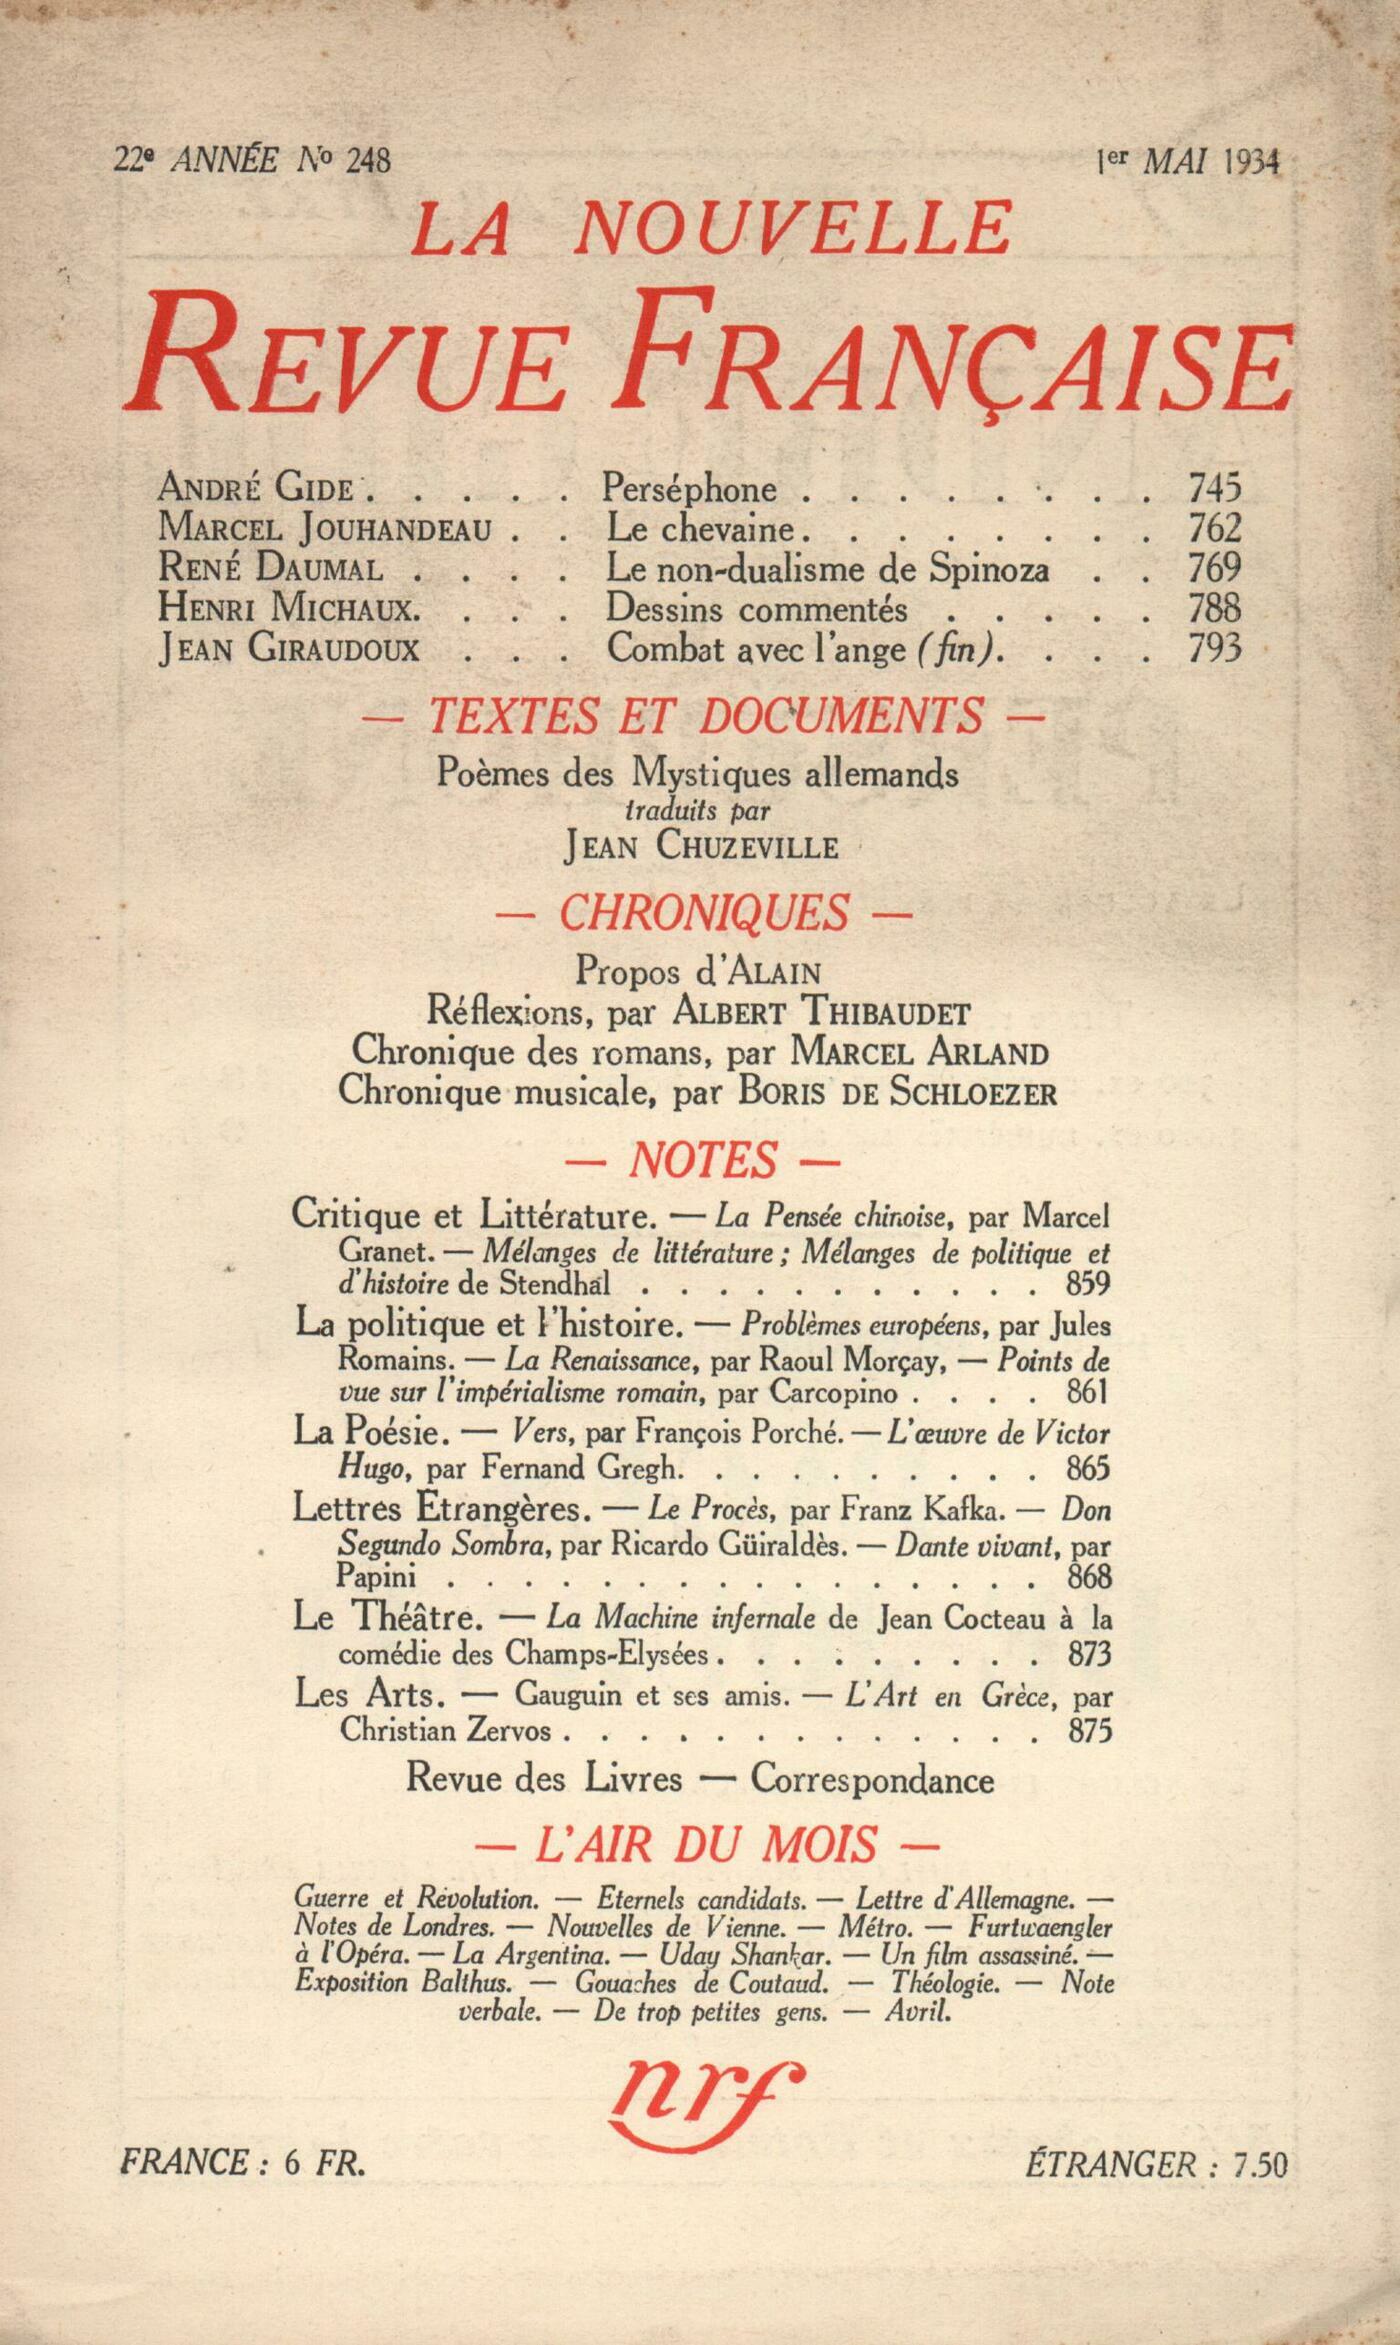 22e ANNÉE No 248
1er MAI 1934
LA NOUVELLE
REVUE FRANÇAISE
ANDRÉ GIDE . . . . . Perséphone . . . . . . . . 745
MARCEL JOUHANDEAU . . Le chevaine. . . . . . . . 762
RENÉ DAUMAL . . . . Le non-dualisme de Spinoza . . 769
HENRI MICHAUX. . . . Dessins commentés . . . . . 788
JEAN GIRAUDOUX . . . Combat avec l'ange (fin). . . . 793
— TEXTES ET DOCUMENTS —
Poèmes des Mystiques allemands
traduits par
JEAN CHUZEVILLE
— CHRONIQUES —
Propos d'ALAIN
Réflexions, par ALBERT THIBAUDET
Chronique des romans, par MARCEL ARLAND
Chronique musicale, par BORIS DE SCHLOEZER
— NOTES —
Critique et Littérature. — La Pensée chinoise, par Marcel
Granet. — Mélanges de littérature ; Mélanges de politique et
d'histoire de Stendhal . . . . . . . . . . . 859
La politique et l'histoire. — Problèmes européens, par Jules
Romains. — La Renaissance, par Raoul Morçay, — Points de
vue sur l'impérialisme romain, par Carcopino . . . . 861
La Poésie. — Vers, par François Porché. — L'œuvre de Victor
Hugo, par Fernand Gregh. . . . . . . . . . 865
Lettres Etrangères. — Le Procès, par Franz Kafka. — Don
Segundo Sombra, par Ricardo Güiraldès. — Dante vivant, par
Papini . . . . . . . . . . . . . . . . 868
Le Théâtre. — La Machine infernale de Jean Cocteau à la
comédie des Champs-Elysées . . . . . . . . . 873
Les Arts. — Gauguin et ses amis. — L'Art en Grèce, par
Christian Zervos . . . . . . . . . . . . . 875
Revue des Livres — Correspondance
— L'AIR DU MOIS —
Guerre et Révolution. — Eternels candidats. — Lettre d'Allemagne. —
Notes de Londres. — Nouvelles de Vienne. — Métro. — Furtwaengler
à l'Opéra. — La Argentina. — Uday Shankar. — Un film assassiné. —
Exposition Balthus. — Gouaches de Coutaud. — Théologie. — Note
verbale. — De trop petites gens. — Avril.
nrf
FRANCE : 6 FR.
ÉTRANGER : 7.50